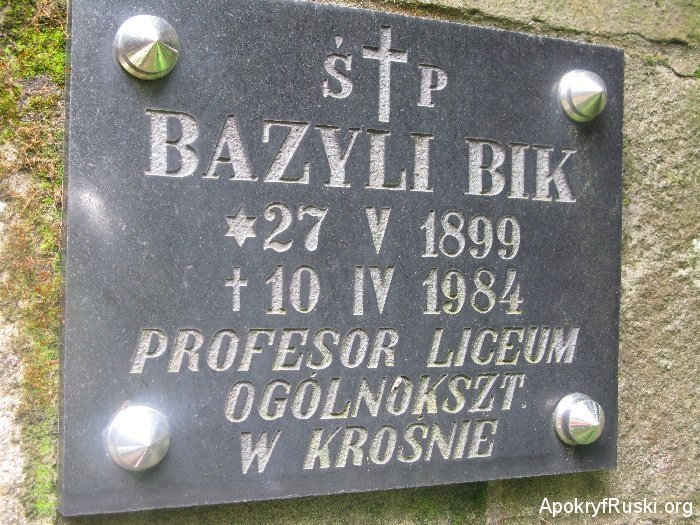 Ś † P
BAZYLI BIK
* 27 V 1899
† 10 IV 1984
PROFESOR LICEUM
OGÓLNOKSZT
W KROŚNIE
ApokryfRuski.org